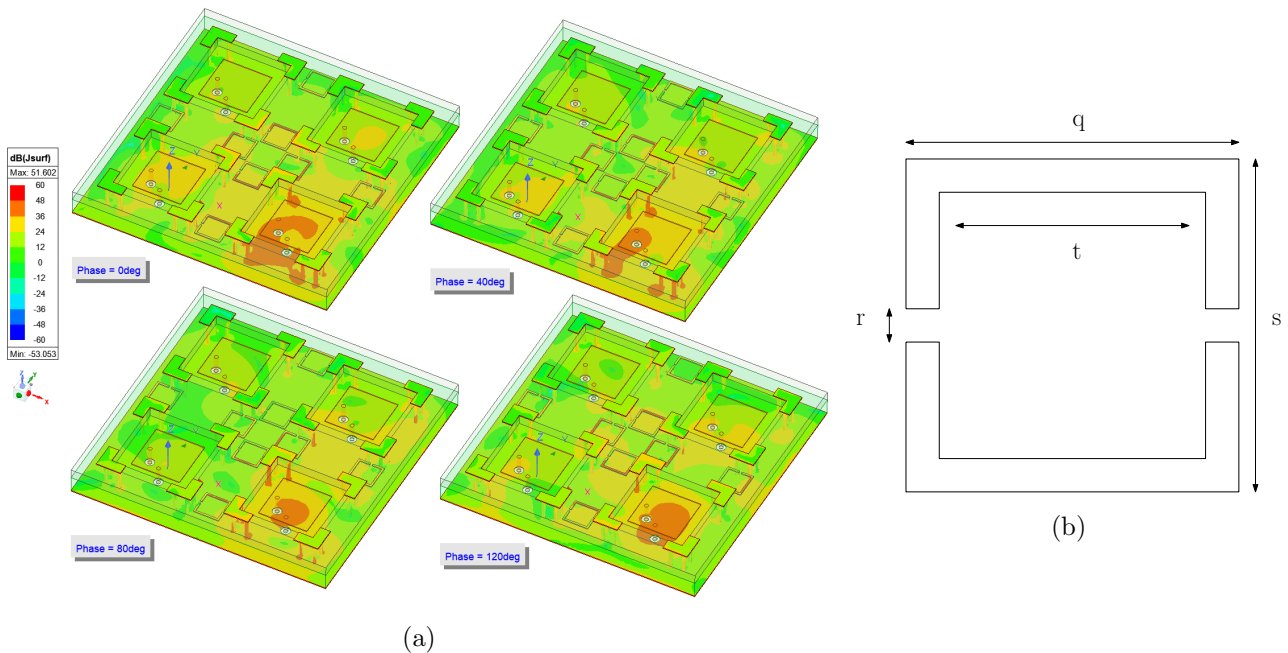 dB(Jsurf)
Max: 51.602
60
48
36
24
12
0
-12
-24
-36
-48
-60
Min: -53.053
Z
Y
X
Z
X
Phase = 0deg
Z
Y
X
Phase = 40deg
Z
X
Phase = 80deg
Z
Y
X
Phase = 120deg
(a)
q
t
r
s
(b)